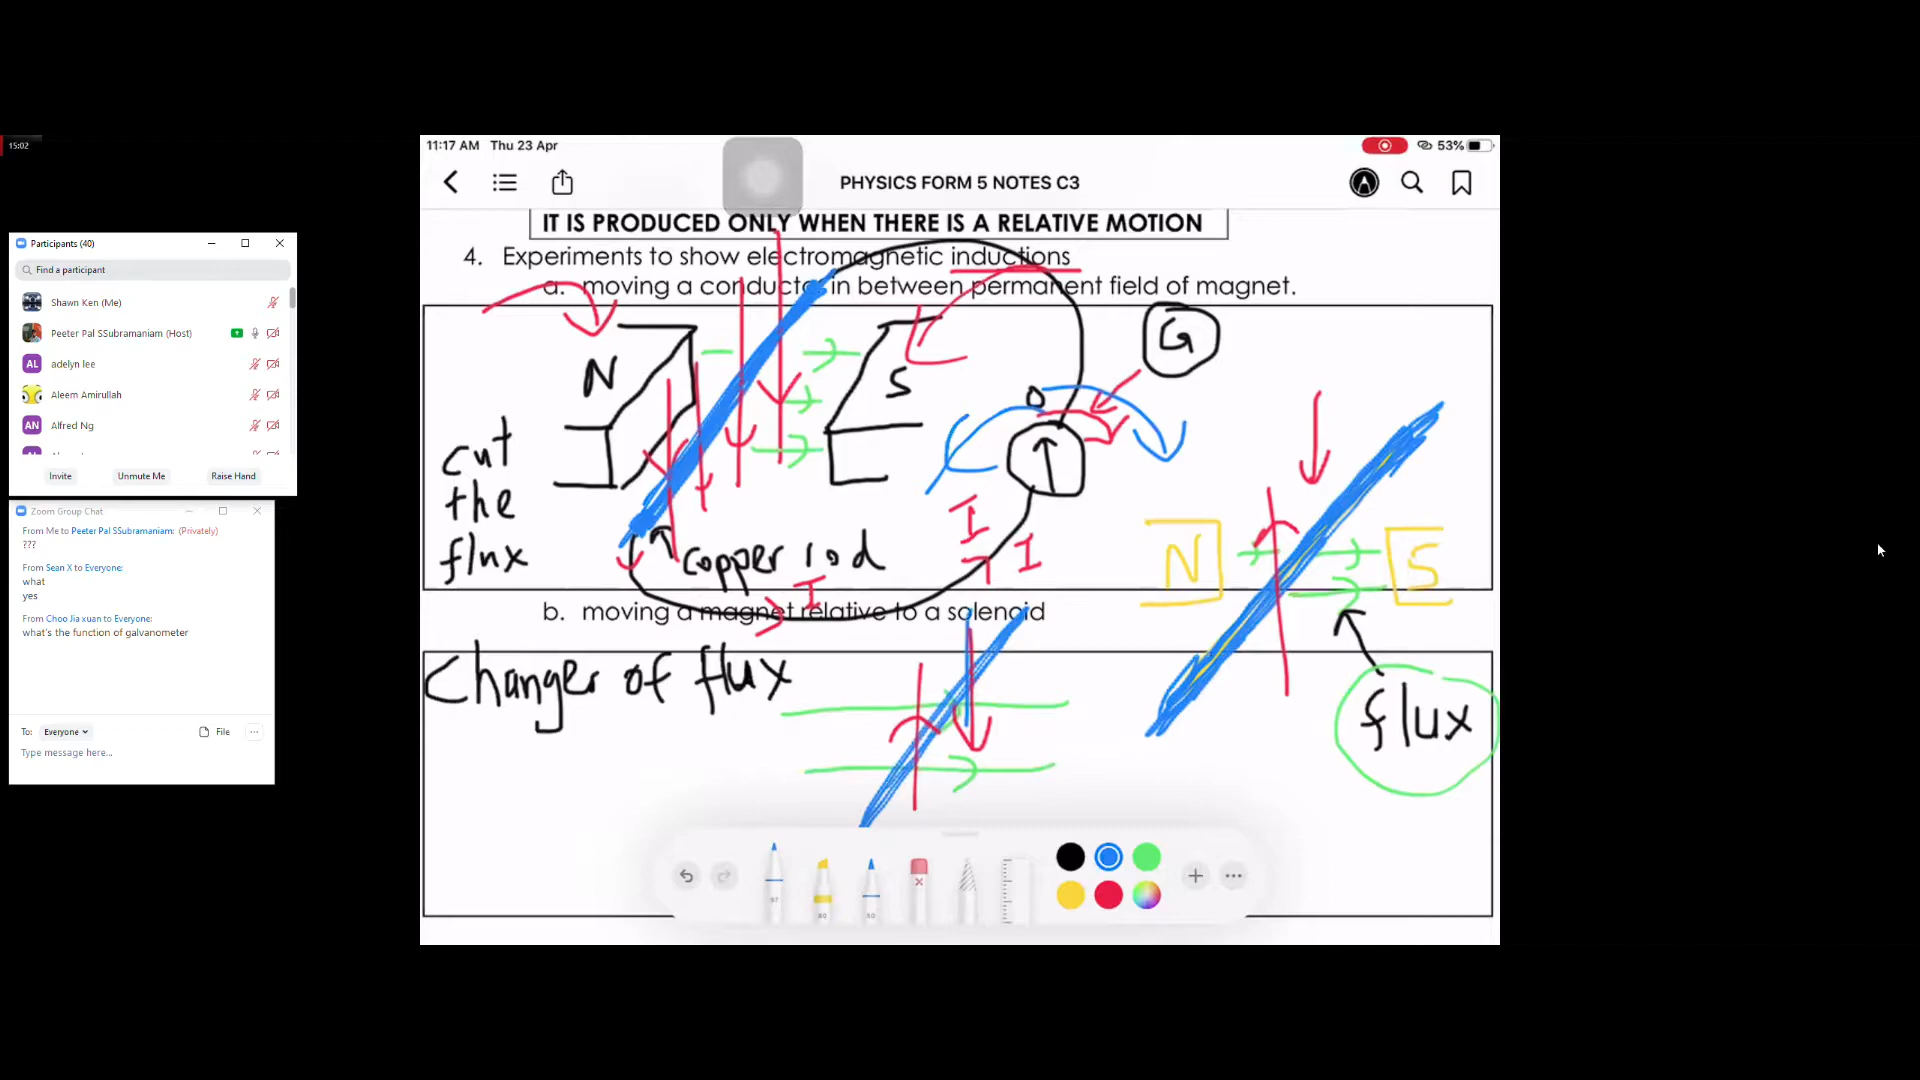 15:02
Participants (40)
Find a participant
Shawn Ken (Me)
Peeter Pal SSubramaniam (Host)
AL adelyn lee
Aleem Amirullah
AN Alfred Ng
Invite Unmute Me Raise Hand
Zoom Group Chat
From Me to Peeter Pal SSubramaniam: (Privately)
???
From Sean X to Everyone:
what
yes
From Choo Jia xuan to Everyone:
what's the function of galvanometer
To: Everyone File
Type message here...
11:17 AM Thu 23 Apr 53%
PHYSICS FORM 5 NOTES C3
IT IS PRODUCED ONLY WHEN THERE IS A RELATIVE MOTION
4. Experiments to show electromagnetic inductions
a. moving a conductor in between permanent field of magnet.
N S G
O
cut
the
flux
copper rod
I I
I
N S
b. moving a magnet relative to a solenoid
Changes of flux
flux
97 80 50